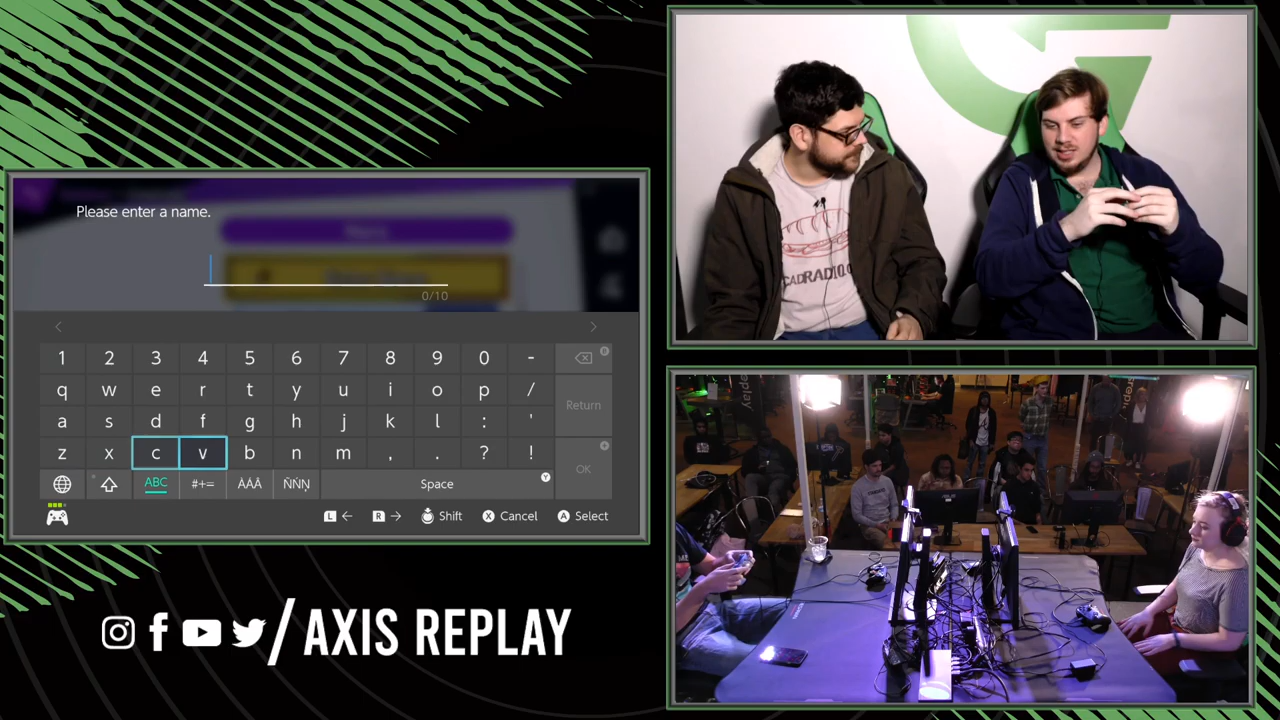 Please enter a name.
0/10
1 2 3 4 5 6 7 8 9 0 -
q w e r t y u i o p /
Return
a s d f g h j k l : '
z x c v b n m , . ? !
OK
ABC #+= ÀÁÂ ÑŃŅ Space
L ← R → Shift X Cancel A Select
/AXIS REPLAY
CADRADIO.C